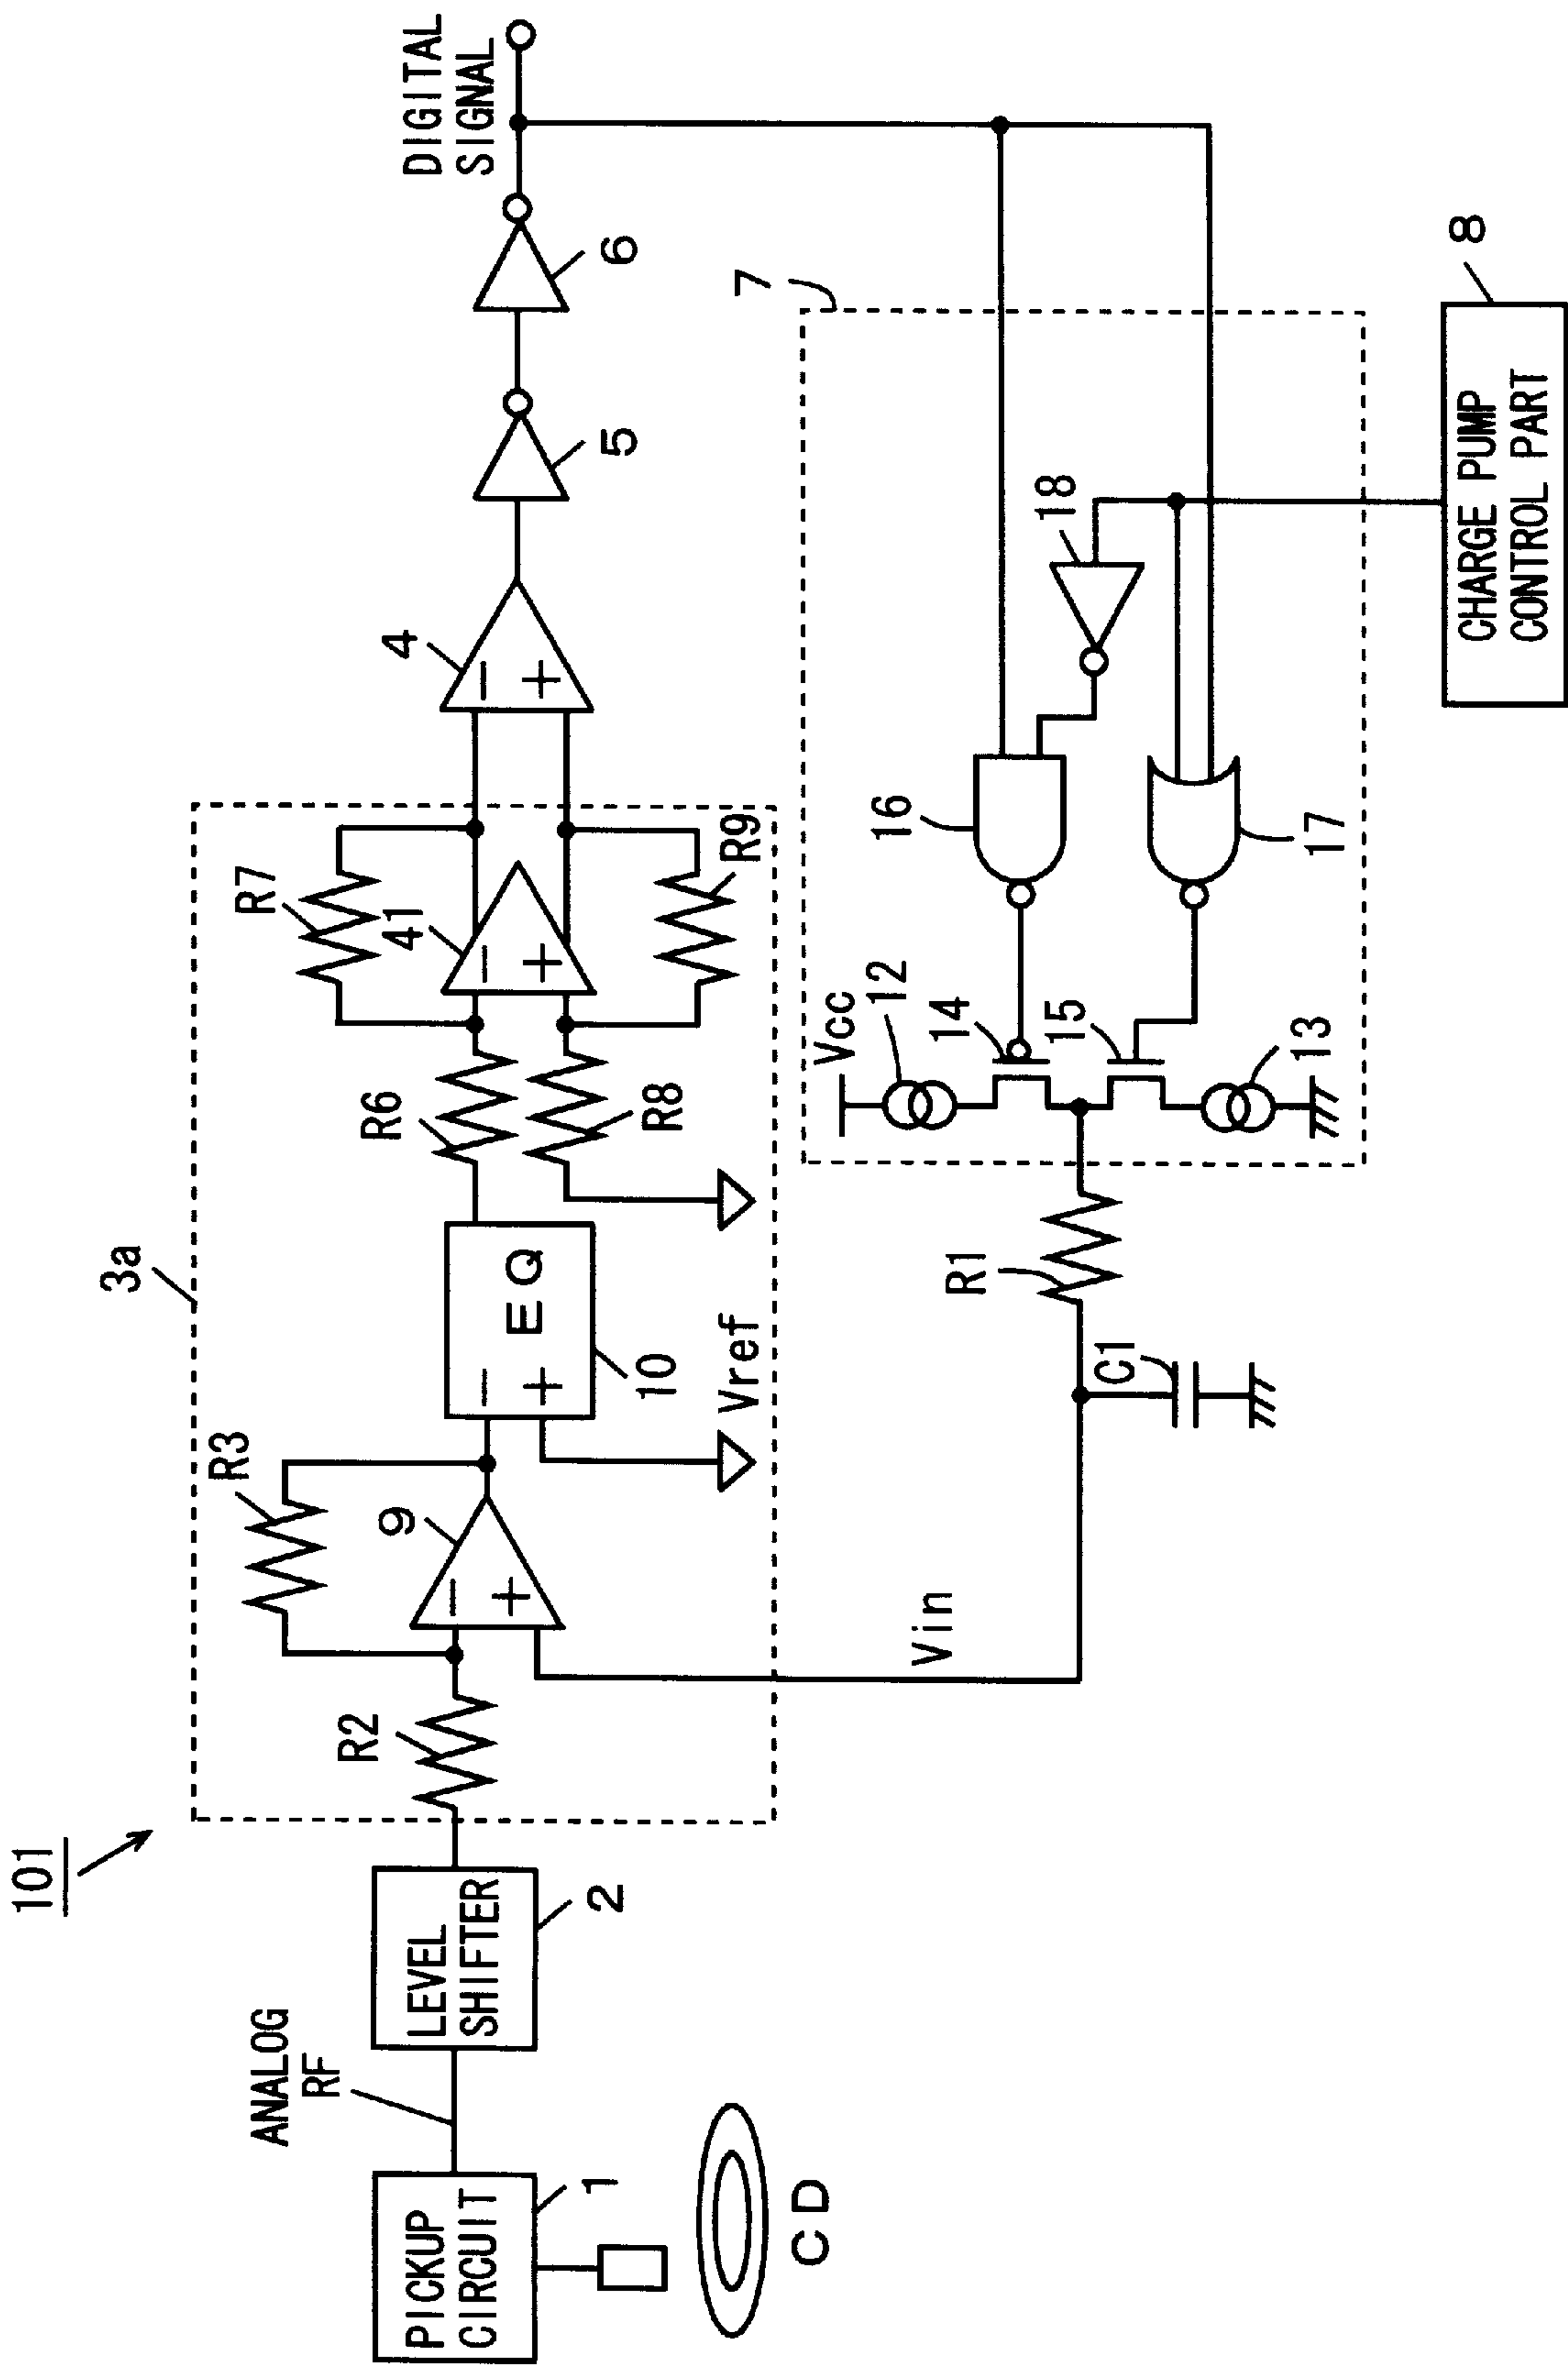 101
PICKUP
CIRCUIT
1
CD
ANALOG
RF
LEVEL
SHIFTER
2
3a
R2
R3
9
−
+
−
+
EQ
10
Vref
R6
R8
R7
41
−
+
R9
4
−
+
5
6
DIGITAL
SIGNAL
Vin
C1
R1
7
Vcc
12
14
15
13
16
17
18
CHARGE PUMP
CONTROL PART
8